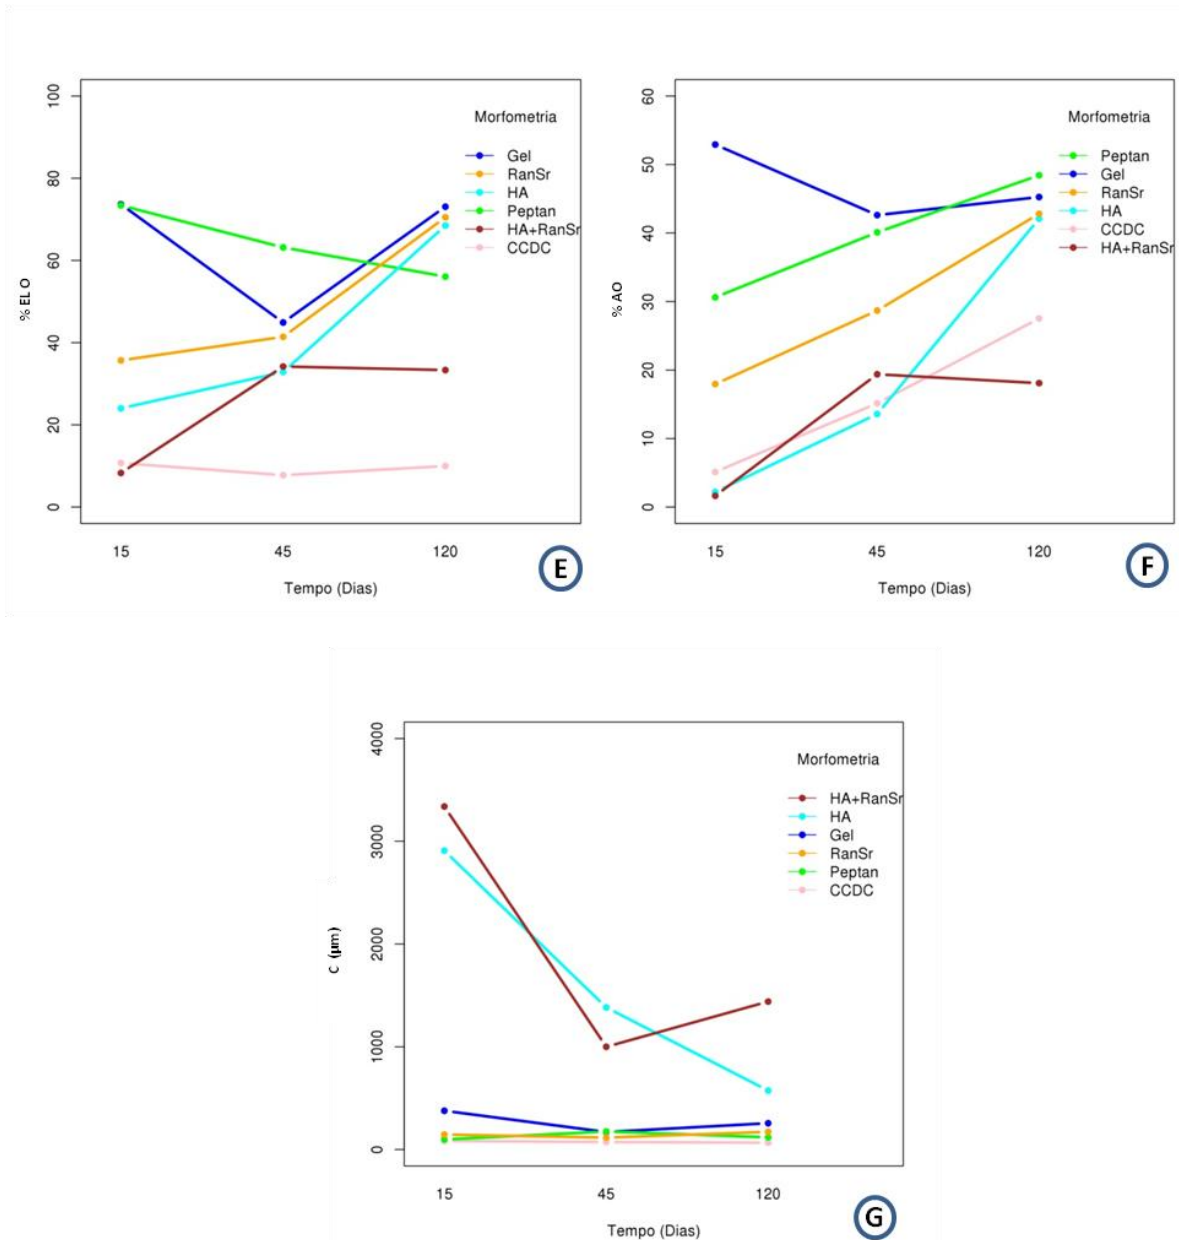 100
80
60
40
20
0
% EL O
Morfometria
Gel
RanSr
HA
Peptan
HA+RanSr
CCDC
15 45 120
Tempo (Dias)
E
60
50
40
30
20
10
0
% AO
Morfometria
Peptan
Gel
RanSr
HA
CCDC
HA+RanSr
15 45 120
Tempo (Dias)
F
4000
3000
2000
1000
0
C (µm)
Morfometria
HA+RanSr
HA
Gel
RanSr
Peptan
CCDC
15 45 120
Tempo (Dias)
G